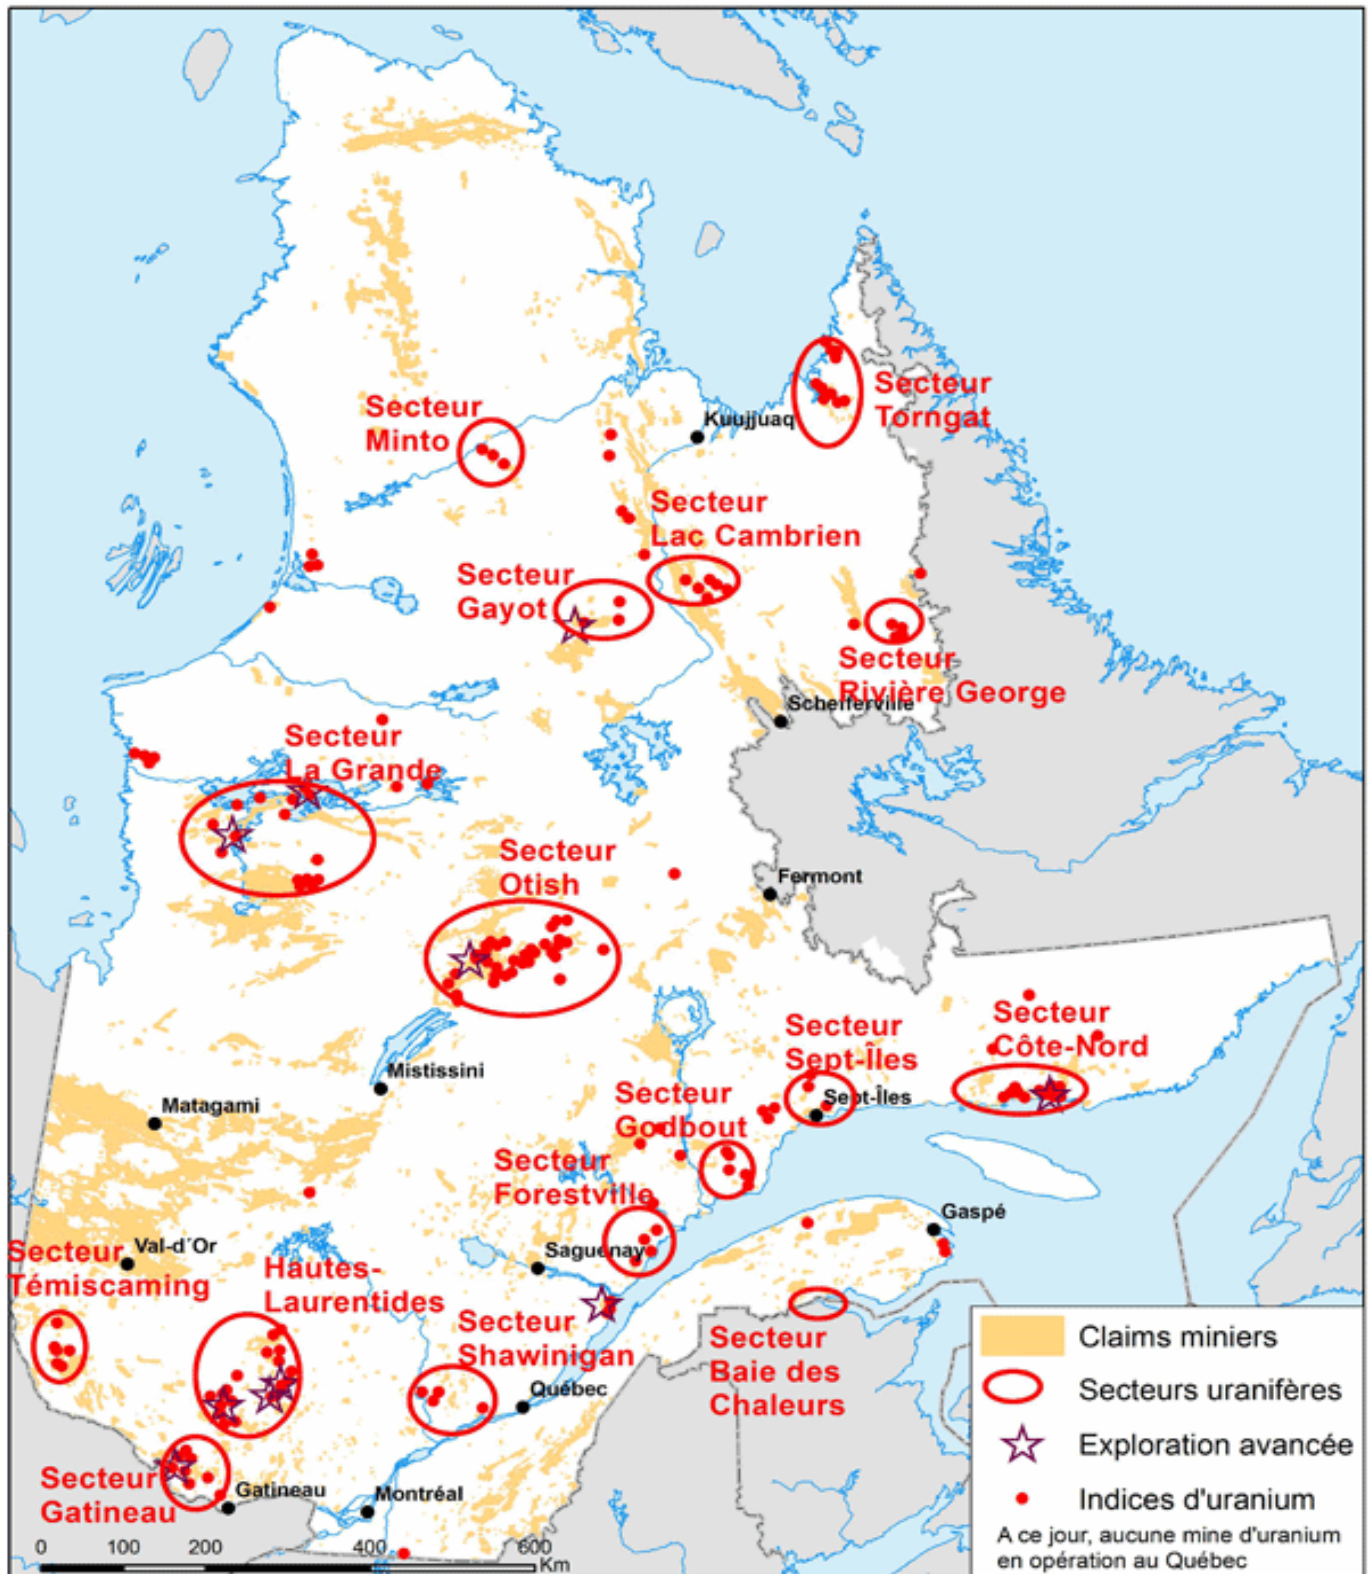 Secteur
Torngat
Secteur
Minto
Kuujjuaq
Secteur
Lac Cambrien
Secteur
Gayot
Secteur
Rivière George
Schefferville
Secteur
La Grande
Secteur
Otish
Fermont
Secteur
Côte-Nord
Secteur
Sept-Îles
Sept-Îles
Mistissini
Matagami
Secteur
Godbout
Secteur
Forestville
Gaspé
Val-d'Or
Secteur
Témiscaming
Saguenay
Hautes-
Laurentides
Secteur
Shawinigan
Secteur
Baie des
Chaleurs
Québec
Secteur
Gatineau
Gatineau
Montréal
0 100 200 400 600
Km
Claims miniers
Secteurs uranifères
Exploration avancée
Indices d'uranium
A ce jour, aucune mine d'uranium
en opération au Québec